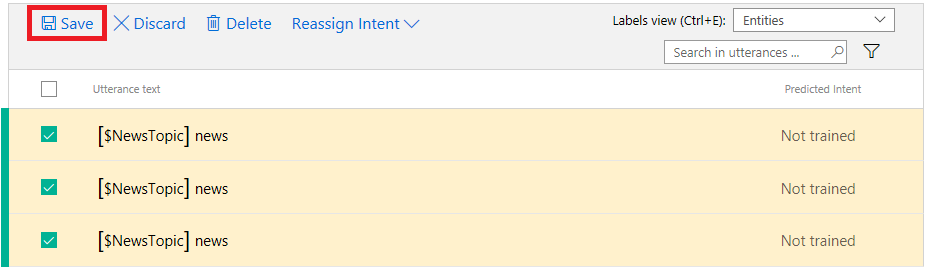 Save Discard Delete Reassign Intent Labels view (Ctrl+E): Entities
Search in utterances ...
Utterance text Predicted Intent
[$NewsTopic] news Not trained
[$NewsTopic] news Not trained
[$NewsTopic] news Not trained